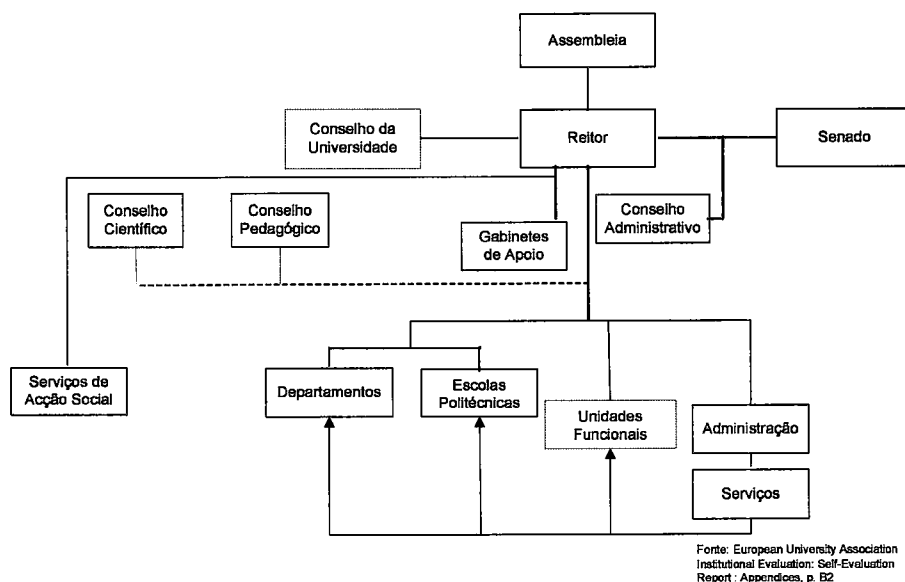 Assembleia
Conselho da
Universidade
Reitor
Senado
Conselho
Científico
Conselho
Pedagógico
Gabinetes
de Apoio
Conselho
Administrativo
Serviços de
Acção Social
Departamentos
Escolas
Politécnicas
Unidades
Funcionais
Administração
Serviços
Fonte: European University Association
Institutional Evaluation: Self-Evaluation
Report : Appendices, p. B2